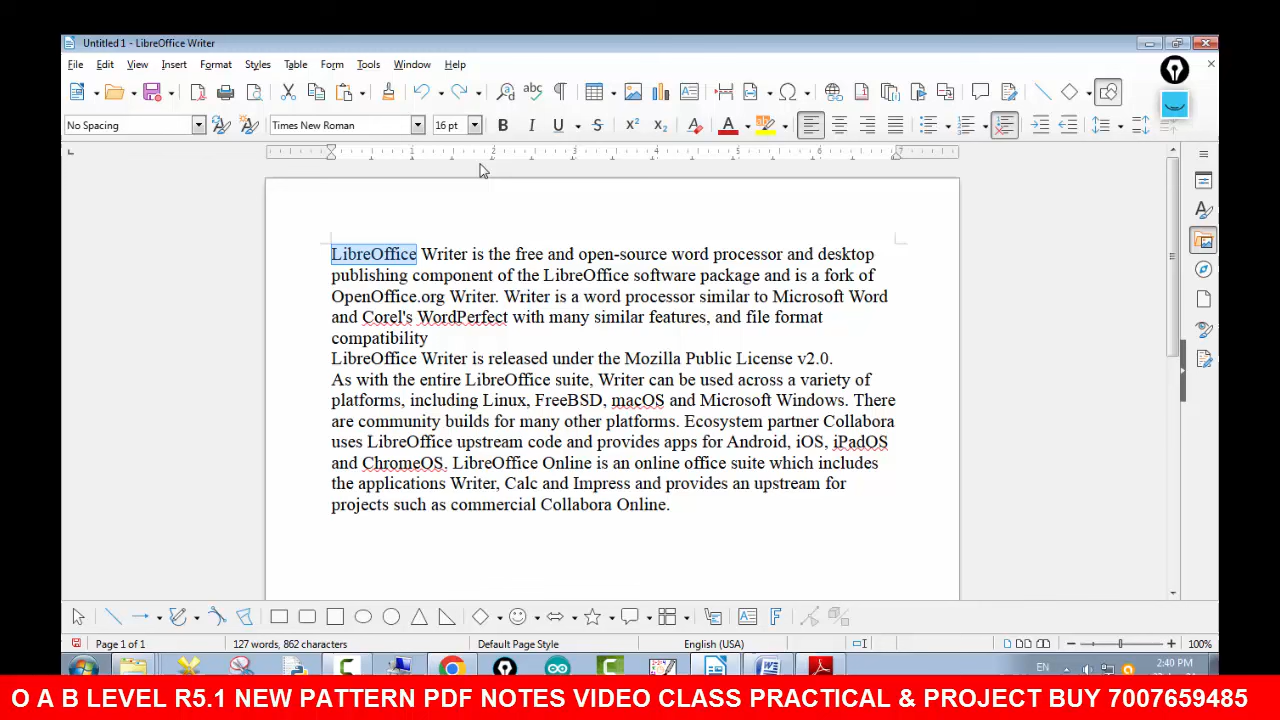 Untitled 1 - LibreOffice Writer
File Edit View Insert Format Styles Table Form Tools Window Help
No Spacing Times New Roman 16 pt
1 2 3 4 5 6 7
LibreOffice Writer is the free and open-source word processor and desktop
publishing component of the LibreOffice software package and is a fork of
OpenOffice.org Writer. Writer is a word processor similar to Microsoft Word
and Corel's WordPerfect with many similar features, and file format
compatibility
LibreOffice Writer is released under the Mozilla Public License v2.0.
As with the entire LibreOffice suite, Writer can be used across a variety of
platforms, including Linux, FreeBSD, macOS and Microsoft Windows. There
are community builds for many other platforms. Ecosystem partner Collabora
uses LibreOffice upstream code and provides apps for Android, iOS, iPadOS
and ChromeOS. LibreOffice Online is an online office suite which includes
the applications Writer, Calc and Impress and provides an upstream for
projects such as commercial Collabora Online.
Page 1 of 1 127 words, 862 characters Default Page Style English (USA) 100%
EN 2:40 PM
O A B LEVEL R5.1 NEW PATTERN PDF NOTES VIDEO CLASS PRACTICAL & PROJECT BUY 7007659485